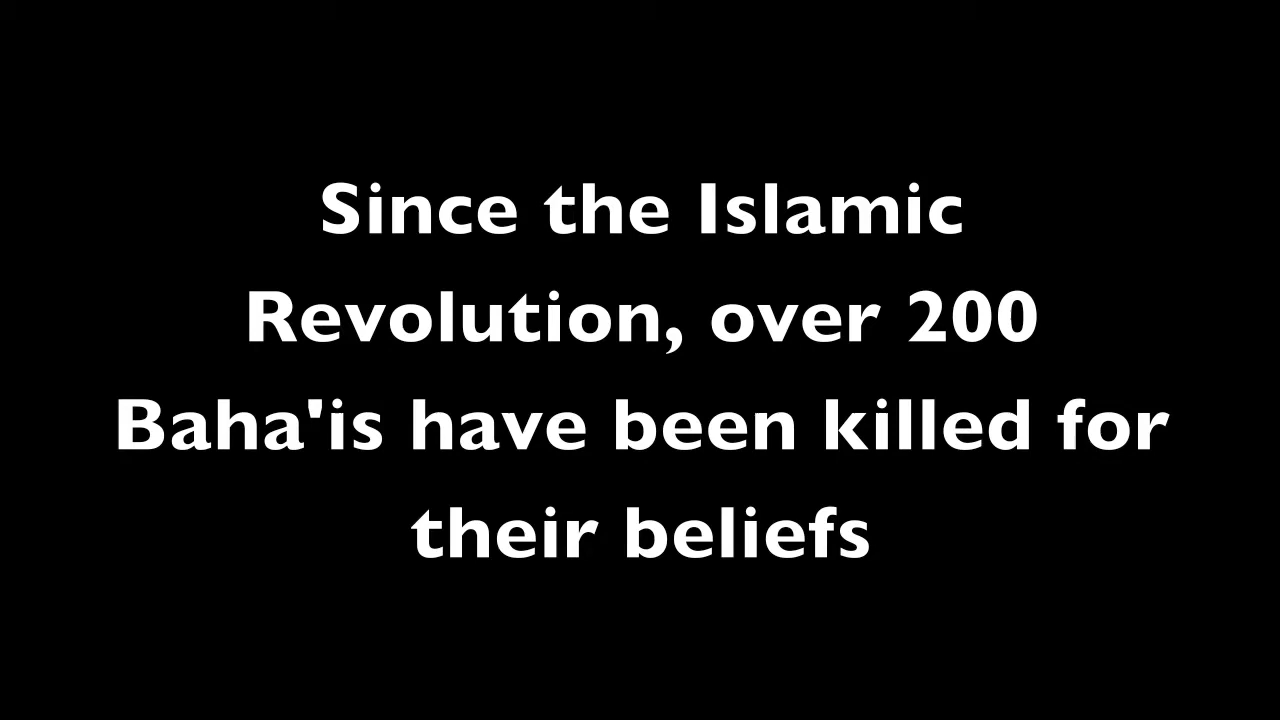 Since the Islamic
Revolution, over 200
Baha'is have been killed for
their beliefs